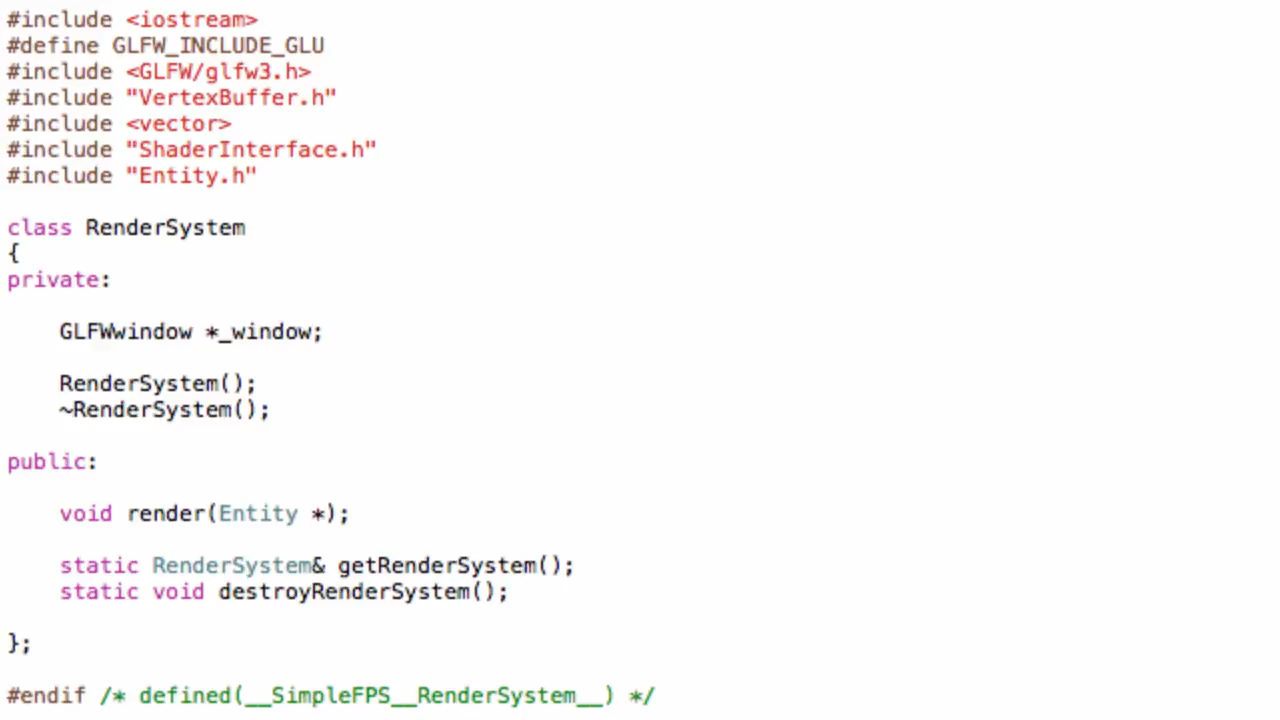 #include <iostream>
#define GLFW_INCLUDE_GLU
#include <GLFW/glfw3.h>
#include "VertexBuffer.h"
#include <vector>
#include "ShaderInterface.h"
#include "Entity.h"

class RenderSystem
{
private:

    GLFWwindow *_window;

    RenderSystem();
    ~RenderSystem();

public:

    void render(Entity *);

    static RenderSystem& getRenderSystem();
    static void destroyRenderSystem();

};

#endif /* defined(__SimpleFPS__RenderSystem__) */